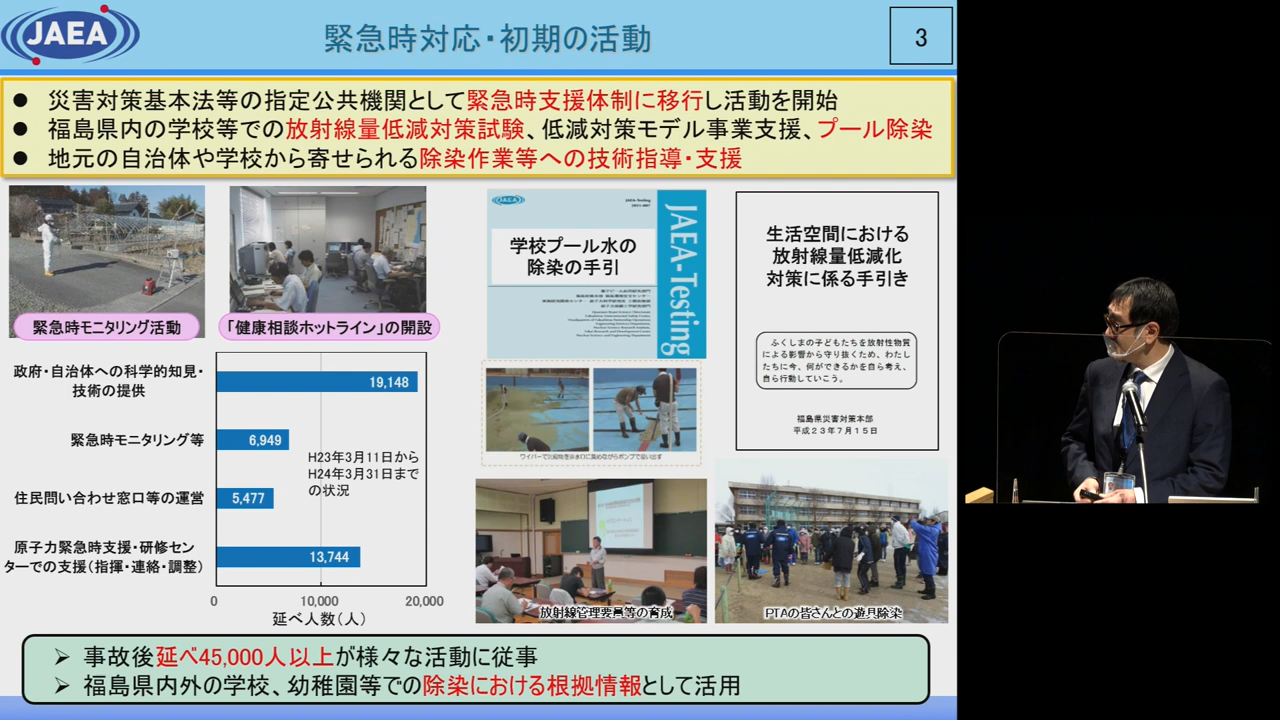 JAEA
緊急時対応・初期の活動
3
● 災害対策基本法等の指定公共機関として緊急時支援体制に移行し活動を開始
● 福島県内の学校等での放射線量低減対策試験、低減対策モデル事業支援、プール除染
● 地元の自治体や学校から寄せられる除染作業等への技術指導・支援
緊急時モニタリング活動
「健康相談ホットライン」の開設
JAEA
JAEA-Testing
学校プール水の
除染の手引
JAEA-Testing
生活空間における
放射線量低減化
対策に係る手引き
ふくしまの子どもたちを放射性物質
による影響から守り抜くため、わたし
たちに今、何ができるかを自ら考え、
自ら行動していこう。
福島県災害対策本部
平成23年7月15日
政府・自治体への科学的知見・
技術の提供
19,148
緊急時モニタリング等
6,949
住民問い合わせ窓口等の運営
5,477
原子力緊急時支援・研修セン
ターでの支援（指揮・連絡・調整）
13,744
H23年3月11日から
H24年3月31日まで
の状況
0
10,000
20,000
延べ人数（人）
放射線管理要員等の育成
PTAの皆さんとの遊具除染
➢ 事故後延べ45,000人以上が様々な活動に従事
➢ 福島県内外の学校、幼稚園等での除染における根拠情報として活用